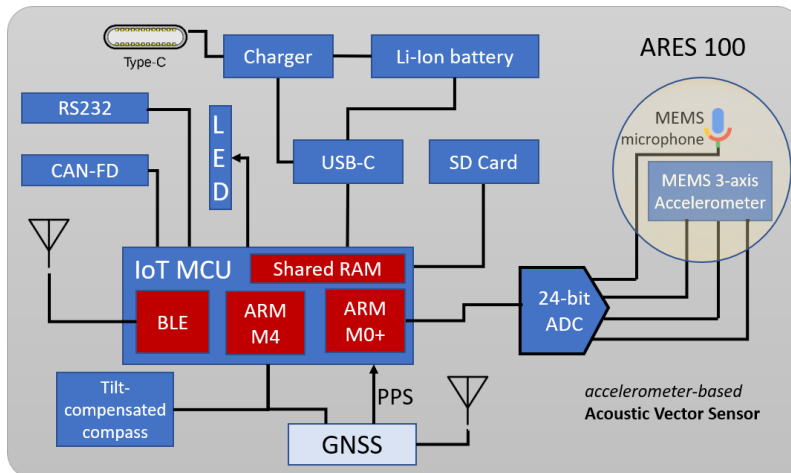 Type-C
Charger
Li-Ion battery
ARES 100
RS232
LED
MEMS
microphone
CAN-FD
USB-C
SD Card
MEMS 3-axis
Accelerometer
IoT MCU
Shared RAM
BLE
ARM
M4
ARM
M0+
24-bit
ADC
Tilt-
compensated
compass
PPS
GNSS
accelerometer-based
Acoustic Vector Sensor